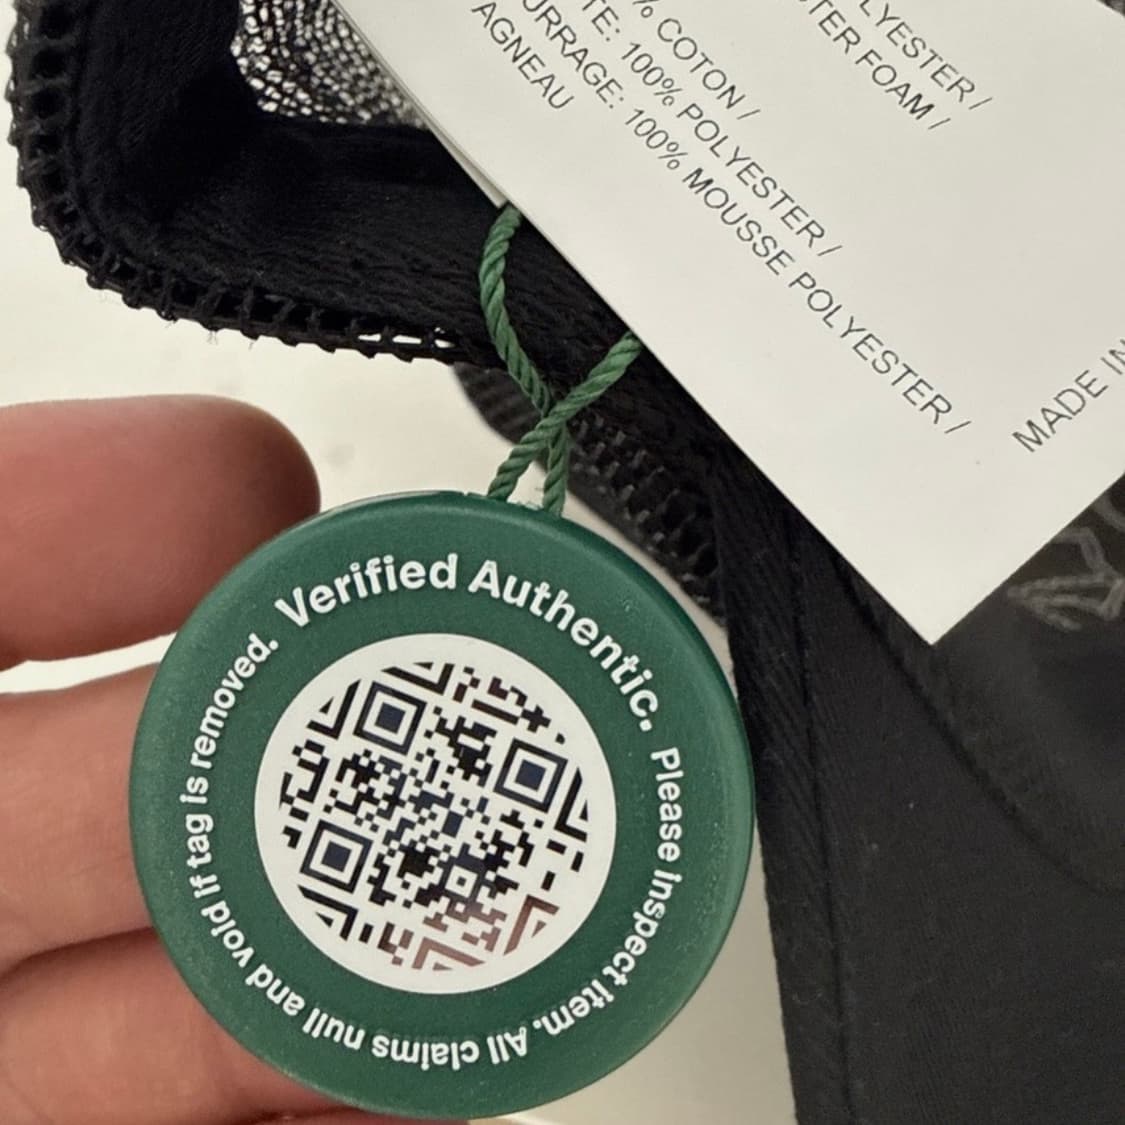 LYESTER /
TER FOAM /
% COTON /
TE: 100% POLYESTER /
URRAGE: 100% MOUSSE POLYESTER /
AGNEAU
MADE IN
Verified Authentic.
Please inspect item. All claims null and void if tag is removed.